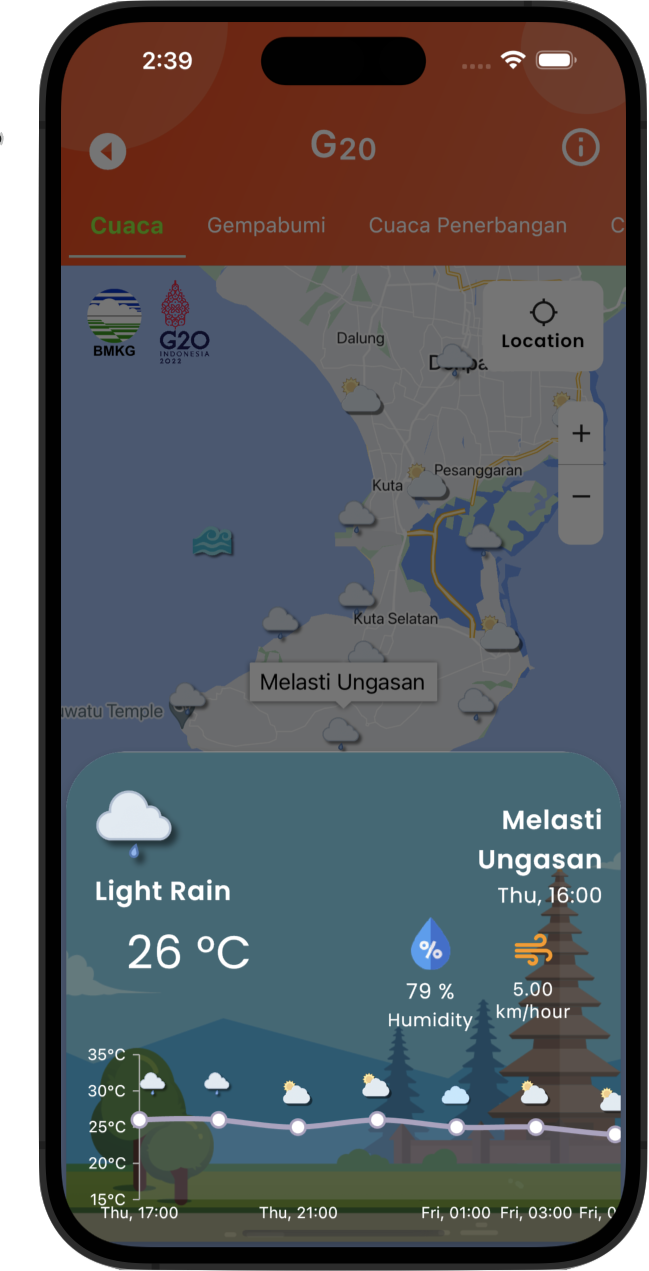 2:39
G20
Cuaca
Gempabumi
Cuaca Penerbangan
C
BMKG
G20
INDONESIA
2022
Dalung
Location
+
Pesanggaran
Kuta
−
Kuta Selatan
Melasti Ungasan
uwatu Temple
Melasti
Ungasan
Light Rain
Thu, 16:00
26 °C
%
79 %
Humidity
5.00
km/hour
35°C
30°C
25°C
20°C
15°C
Thu, 17:00
Thu, 21:00
Fri, 01:00
Fri, 03:00
Fri, 0